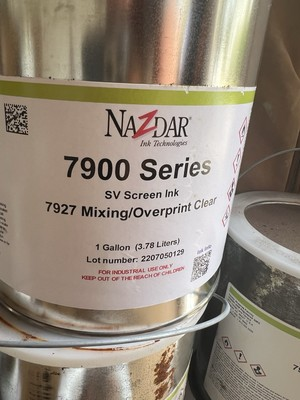 NAZDAR®
Ink Technologies
7900 Series
SV Screen Ink
7927 Mixing/Overprint Clear
1 Gallon (3.78 Liters)
Lot number: 2207050129
FOR INDUSTRIAL USE ONLY
KEEP OUT OF THE REACH OF CHILDREN
79